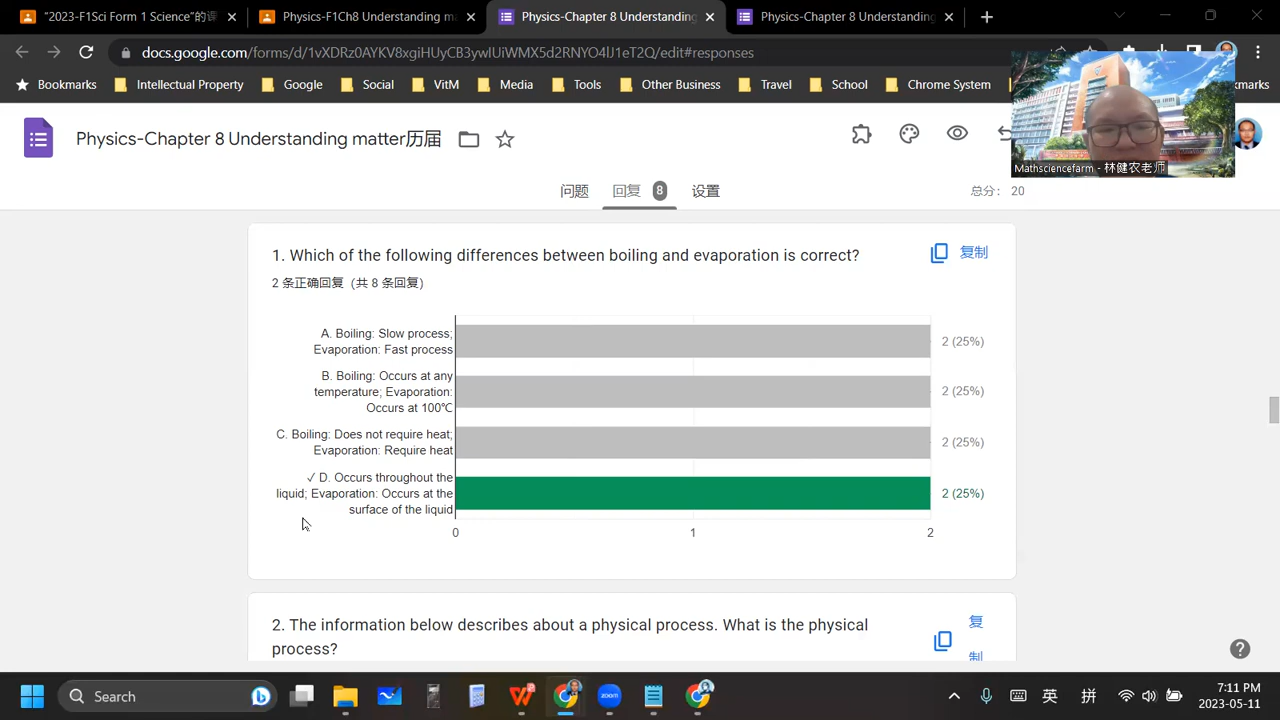 "2023-F1Sci Form 1 Science"的课
Physics-F1Ch8 Understanding ma
Physics-Chapter 8 Understanding
Physics-Chapter 8 Understanding
docs.google.com/forms/d/1vXDRz0AYKV8xqiHUyCB3vwlUiWMX5d2RNYO4lJ1eT2Q/edit#responses
Bookmarks
Intellectual Property
Google
Social
VitM
Media
Tools
Other Business
Travel
School
Chrome System
kmarks
Physics-Chapter 8 Understanding matter历届
Mathsciencefarm - 林健农老师
问题
回复 8
设置
总分： 20
1. Which of the following differences between boiling and evaporation is correct?
复制
2 条正确回复（共 8 条回复）
A. Boiling: Slow process;
Evaporation: Fast process
2 (25%)
B. Boiling: Occurs at any
temperature; Evaporation:
Occurs at 100℃
2 (25%)
C. Boiling: Does not require heat;
Evaporation: Require heat
2 (25%)
✓ D. Occurs throughout the
liquid; Evaporation: Occurs at the
surface of the liquid
2 (25%)
0 1 2
2. The information below describes about a physical process. What is the physical
process?
复
制
Search
英
拼
7:11 PM
2023-05-11